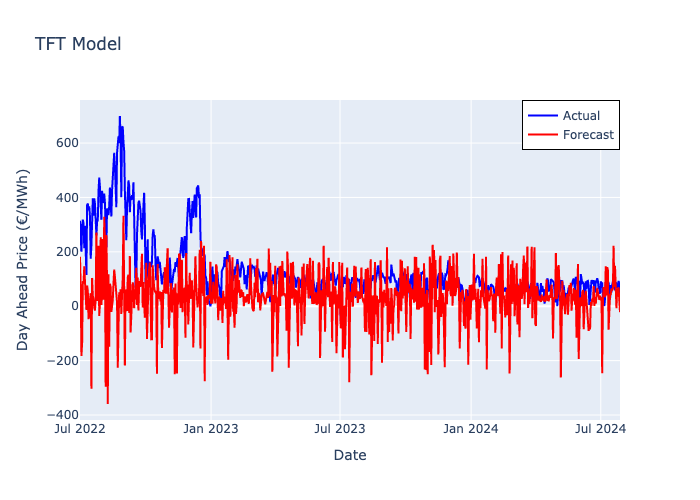 TFT Model
Actual
Forecast
Day Ahead Price (€/MWh)
600
400
200
0
−200
−400
Jul 2022
Jan 2023
Jul 2023
Jan 2024
Jul 2024
Date